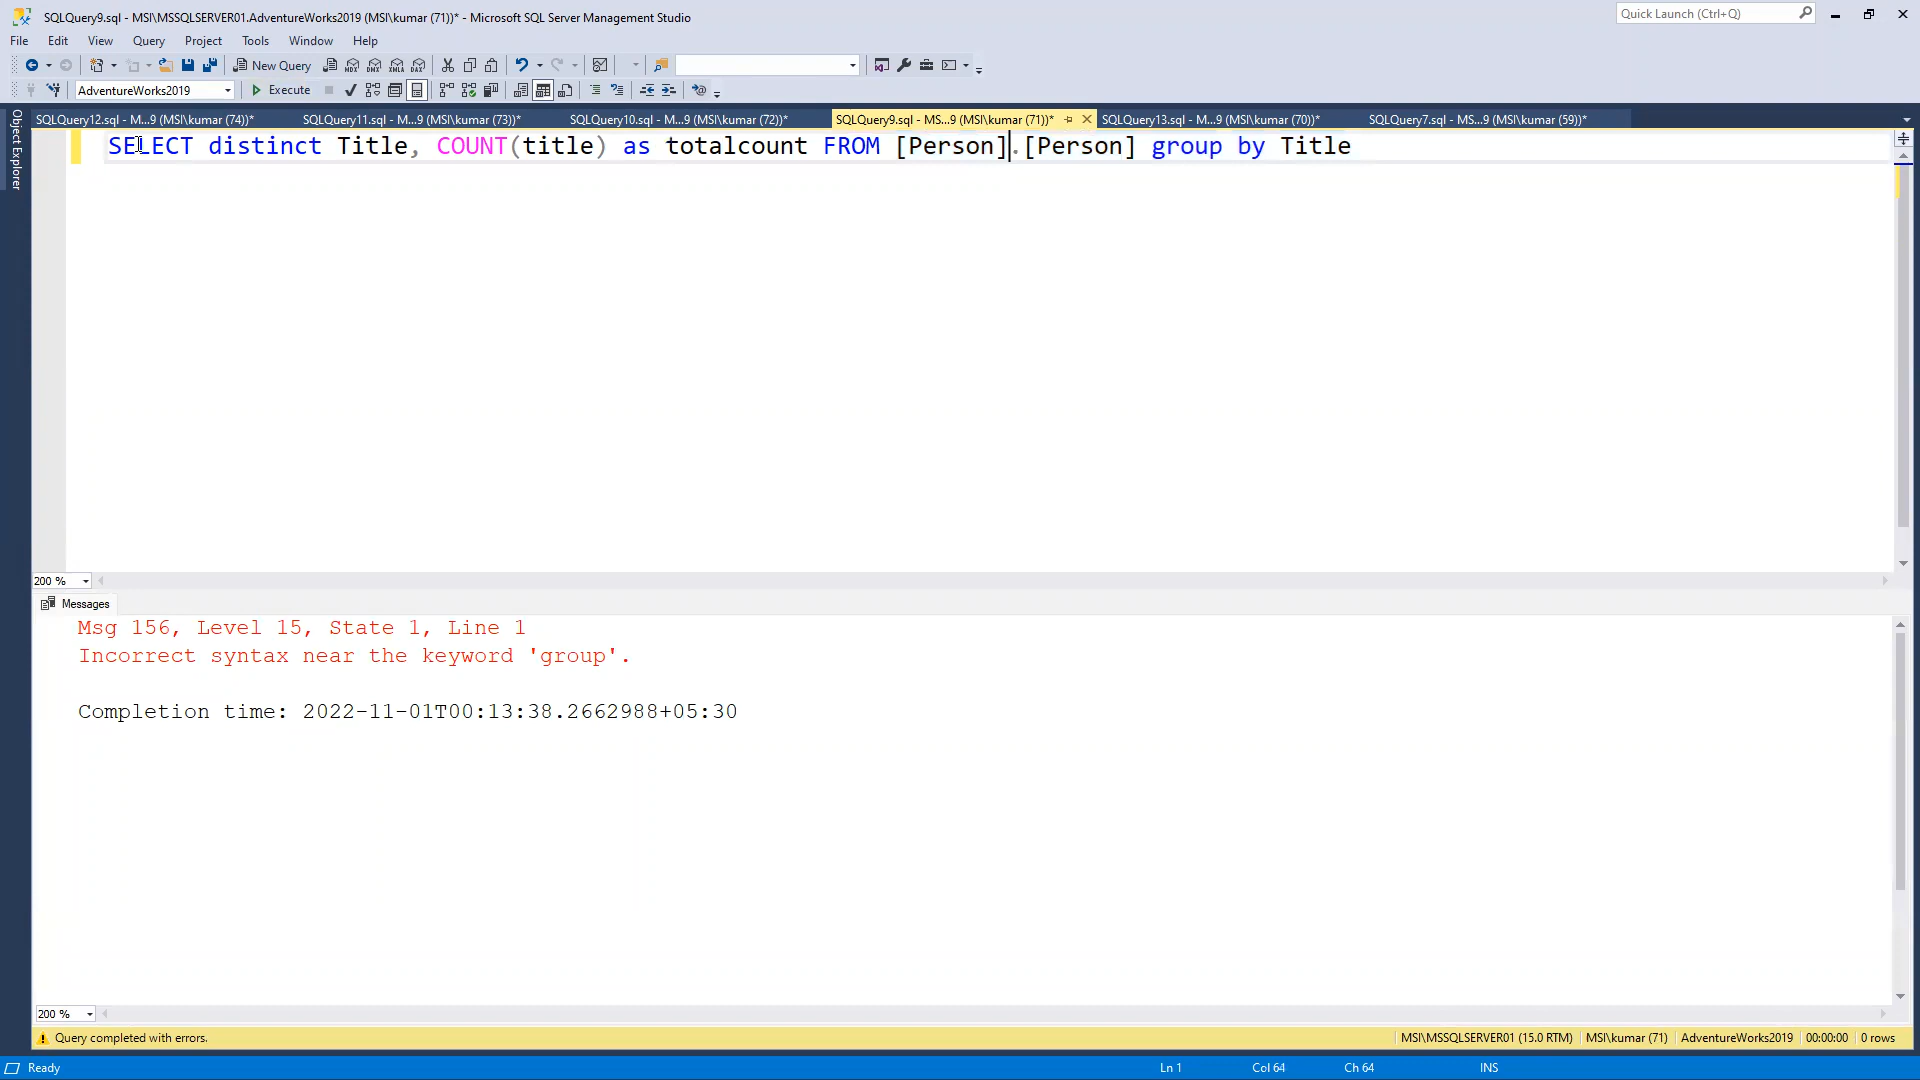 SQLQuery9.sql - MSI\MSSQLSERVER01.AdventureWorks2019 (MSI\kumar (71))* - Microsoft SQL Server Management Studio
Quick Launch (Ctrl+Q)
File Edit View Query Project Tools Window Help
New Query
AdventureWorks2019
Execute
Object Explorer
SQLQuery12.sql - M...9 (MSI\kumar (74))*
SQLQuery11.sql - M...9 (MSI\kumar (73))*
SQLQuery10.sql - M...9 (MSI\kumar (72))*
SQLQuery9.sql - MS...9 (MSI\kumar (71))*
SQLQuery13.sql - M...9 (MSI\kumar (70))*
SQLQuery7.sql - MS...9 (MSI\kumar (59))*
SELECT distinct Title, COUNT(title) as totalcount FROM [Person].[Person] group by Title
200 %
Messages
Msg 156, Level 15, State 1, Line 1
Incorrect syntax near the keyword 'group'.
Completion time: 2022-11-01T00:13:38.2662988+05:30
200 %
Query completed with errors.
MSI\MSSQLSERVER01 (15.0 RTM) MSI\kumar (71) AdventureWorks2019 00:00:00 0 rows
Ready Ln 1 Col 64 Ch 64 INS